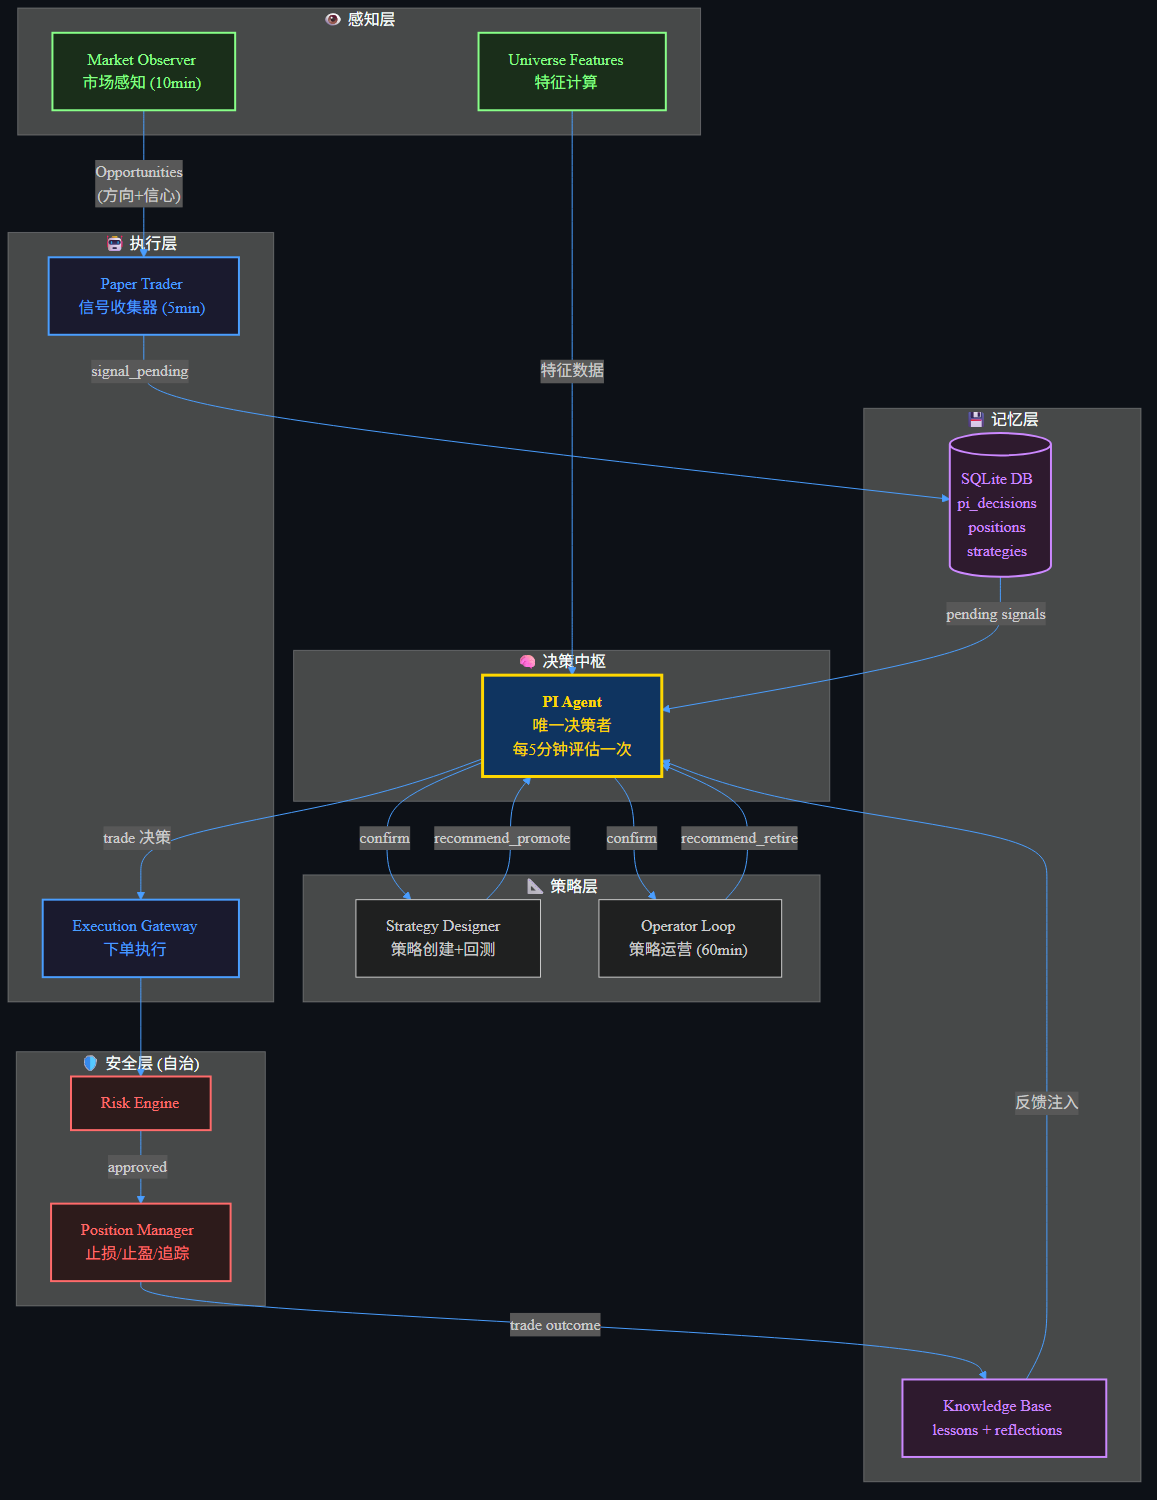 👁️ 感知层
Market Observer
市场感知 (10min)
Universe Features
特征计算
Opportunities
(方向+信心)
🤖 执行层
Paper Trader
信号收集器 (5min)
signal_pending
特征数据
💾 记忆层
SQLite DB
pi_decisions
positions
strategies
pending signals
🧠 决策中枢
PI Agent
唯一决策者
每5分钟评估一次
trade 决策
confirm
recommend_promote
confirm
recommend_retire
📐 策略层
Execution Gateway
下单执行
Strategy Designer
策略创建+回测
Operator Loop
策略运营 (60min)
🛡️ 安全层 (自治)
Risk Engine
反馈注入
approved
Position Manager
止损/止盈/追踪
trade outcome
Knowledge Base
lessons + reflections